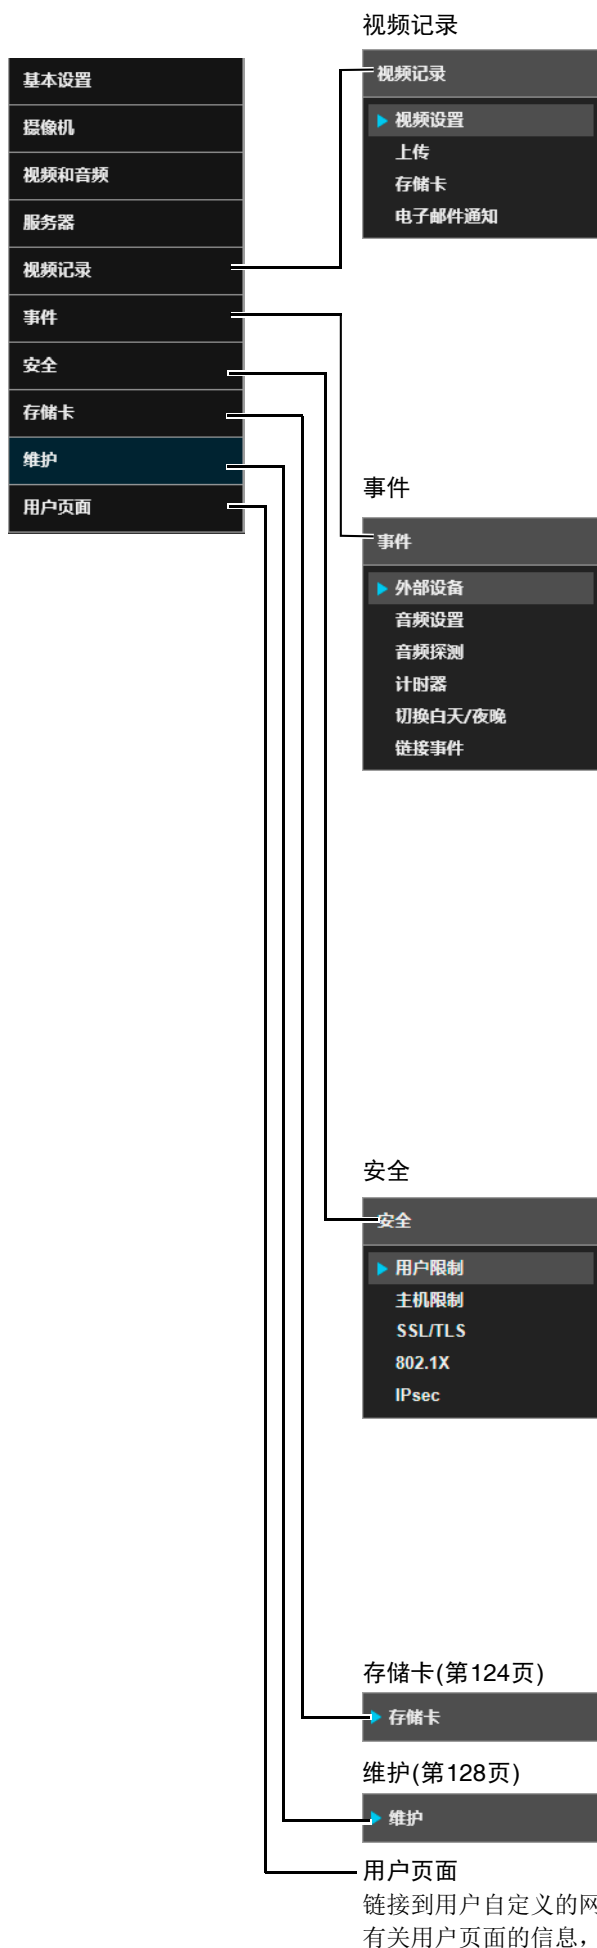 基本设置
摄像机
视频和音频
服务器
视频记录
事件
安全
存储卡
维护
用户页面
视频记录
视频记录
视频设置
上传
存储卡
电子邮件通知
事件
事件
外部设备
音频设置
音频探测
计时器
切换白天/夜晚
链接事件
安全
安全
用户限制
主机限制
SSL/TLS
802.1X
IPsec
存储卡(第124页)
存储卡
维护(第128页)
维护
用户页面
链接到用户自定义的网
有关用户页面的信息，